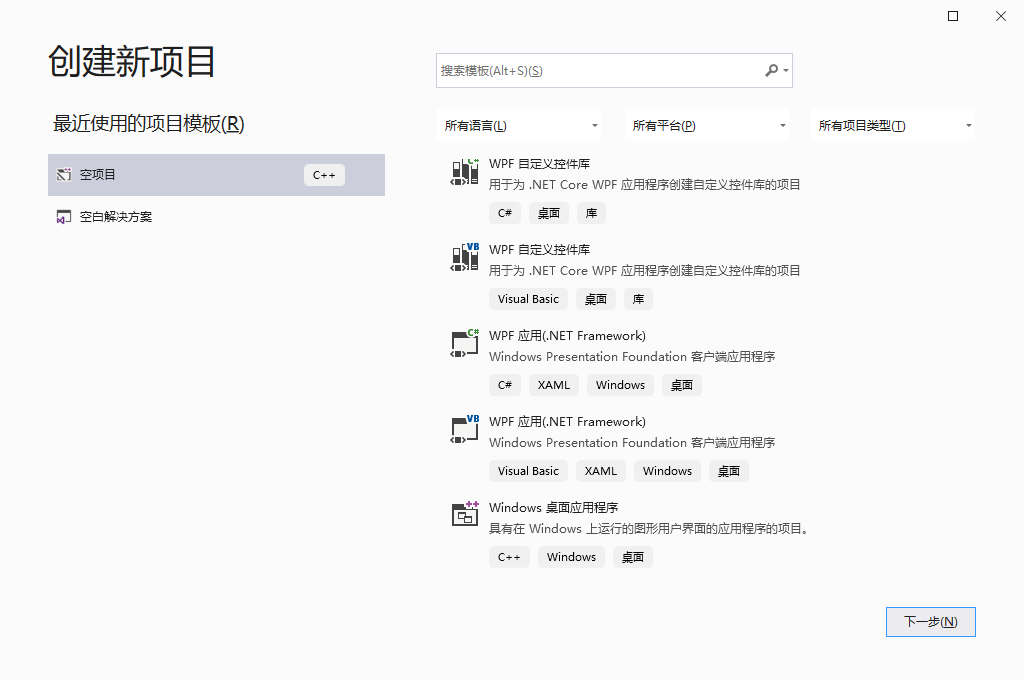 创建新项目
搜索模板(Alt+S)(S)
最近使用的项目模板(R)
所有语言(L) 所有平台(P) 所有项目类型(T)
空项目 C++
空白解决方案
C#
WPF 自定义控件库
用于为 .NET Core WPF 应用程序创建自定义控件库的项目
C# 桌面 库
VB
WPF 自定义控件库
用于为 .NET Core WPF 应用程序创建自定义控件库的项目
Visual Basic 桌面 库
C#
WPF 应用(.NET Framework)
Windows Presentation Foundation 客户端应用程序
C# XAML Windows 桌面
VB
WPF 应用(.NET Framework)
Windows Presentation Foundation 客户端应用程序
Visual Basic XAML Windows 桌面
++
Windows 桌面应用程序
具有在 Windows 上运行的图形用户界面的应用程序的项目。
C++ Windows 桌面
下一步(N)